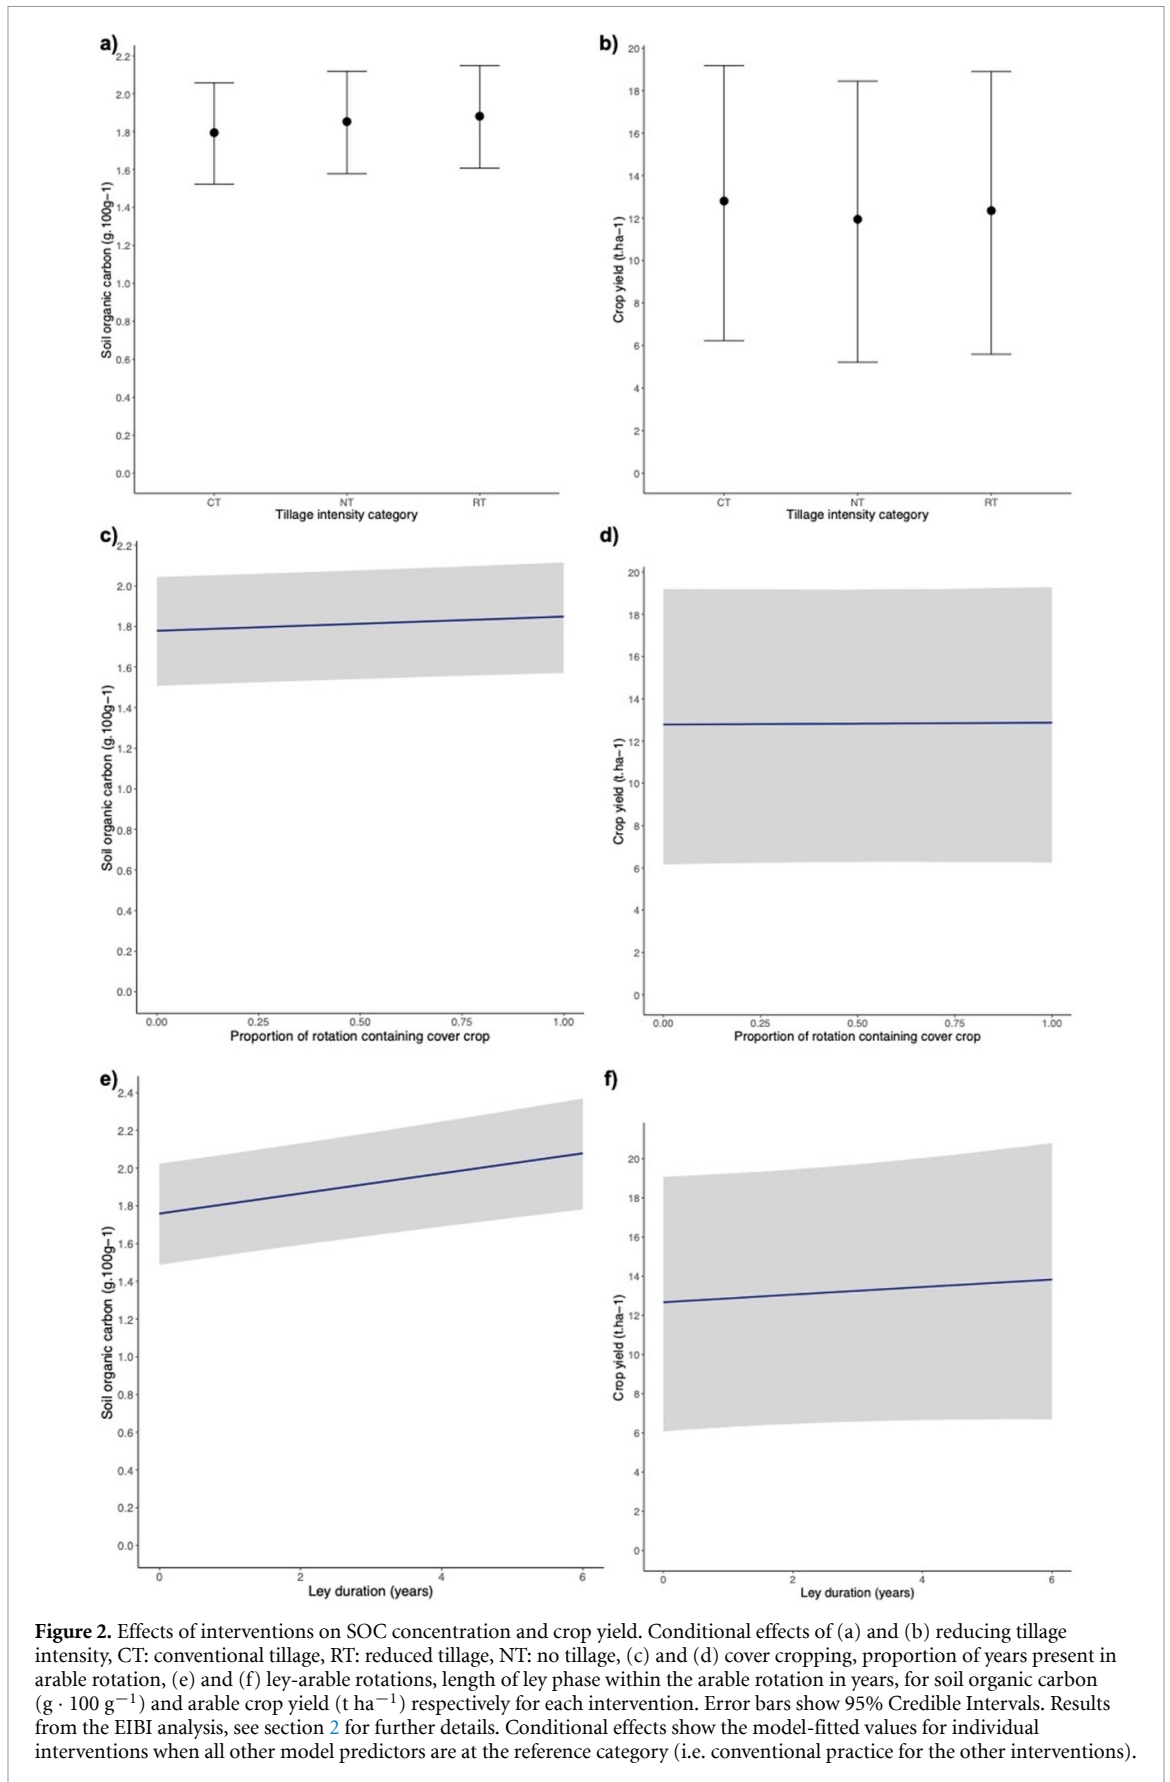 a)
2.2
2.0
1.8
1.6
1.4
1.2
1.0
0.8
0.6
0.4
0.2
0.0
Soil organic carbon (g.100g–1)
CT
NT
RT
Tillage intensity category
b)
20
18
16
14
12
10
8
6
4
2
0
Crop yield (t.ha–1)
CT
NT
RT
Tillage intensity category
c)
2.2
2.0
1.8
1.6
1.4
1.2
1.0
0.8
0.6
0.4
0.2
0.0
Soil organic carbon (g.100g–1)
0.00
0.25
0.50
0.75
1.00
Proportion of rotation containing cover crop
d)
20
18
16
14
12
10
8
6
4
2
0
Crop yield (t.ha–1)
0.00
0.25
0.50
0.75
1.00
Proportion of rotation containing cover crop
e)
2.4
2.2
2.0
1.8
1.6
1.4
1.2
1.0
0.8
0.6
0.4
0.2
0.0
Soil organic carbon (g.100g–1)
0
2
4
6
Ley duration (years)
f)
20
18
16
14
12
10
8
6
4
2
0
Crop yield (t.ha–1)
0
2
4
6
Ley duration (years)
Figure 2. Effects of interventions on SOC concentration and crop yield. Conditional effects of (a) and (b) reducing tillage
intensity, CT: conventional tillage, RT: reduced tillage, NT: no tillage, (c) and (d) cover cropping, proportion of years present in
arable rotation, (e) and (f) ley-arable rotations, length of ley phase within the arable rotation in years, for soil organic carbon
(g · 100 g⁻¹) and arable crop yield (t ha⁻¹) respectively for each intervention. Error bars show 95% Credible Intervals. Results
from the EIBI analysis, see section 2 for further details. Conditional effects show the model-fitted values for individual
interventions when all other model predictors are at the reference category (i.e. conventional practice for the other interventions).